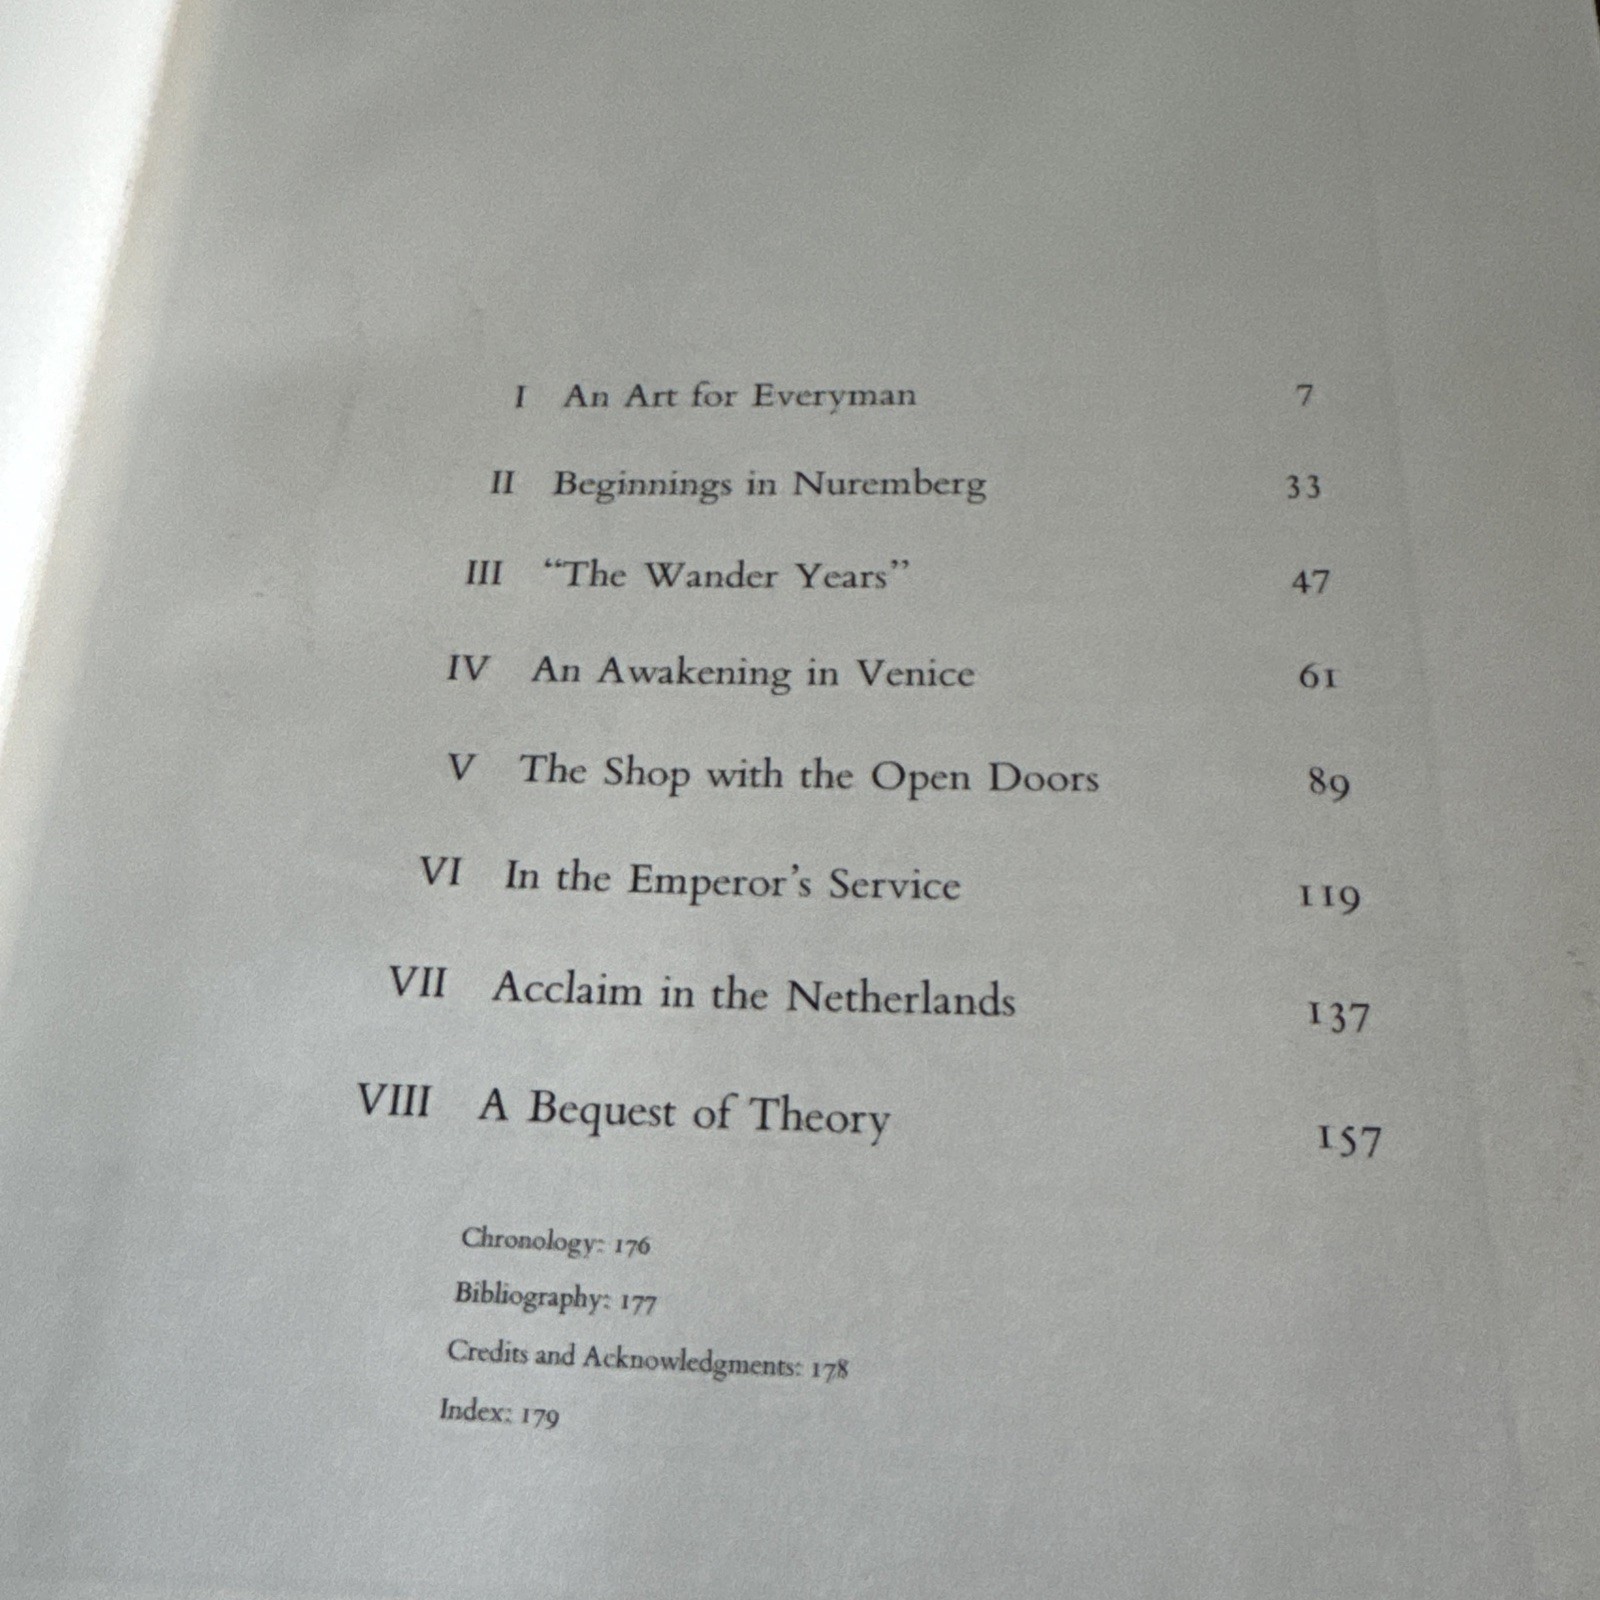 I An Art for Everyman 7
II Beginnings in Nuremberg 33
III “The Wander Years” 47
IV An Awakening in Venice 61
V The Shop with the Open Doors 89
VI In the Emperor’s Service 119
VII Acclaim in the Netherlands 137
VIII A Bequest of Theory 157
Chronology: 176
Bibliography: 177
Credits and Acknowledgments: 178
Index: 179